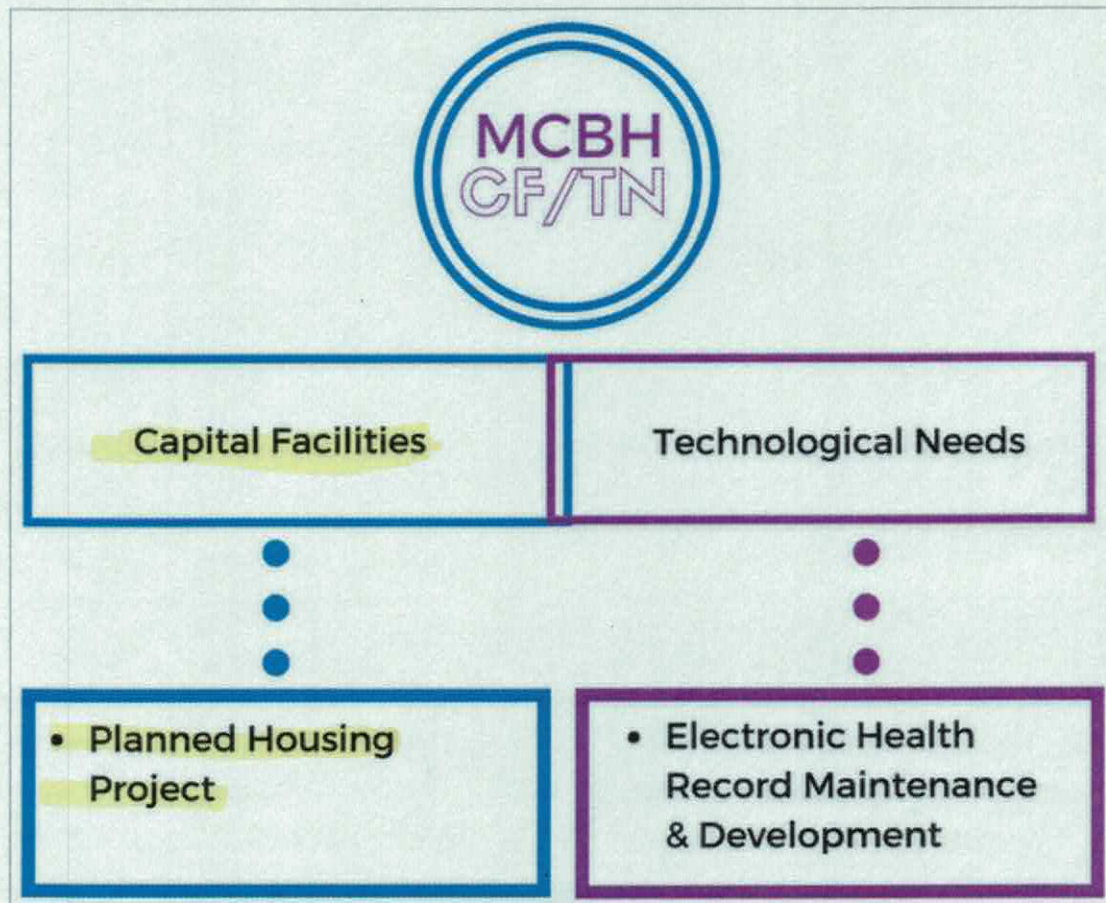 MCBH
CF/TN
Capital Facilities
Technological Needs
• Planned Housing
Project
• Electronic Health
Record Maintenance
& Development